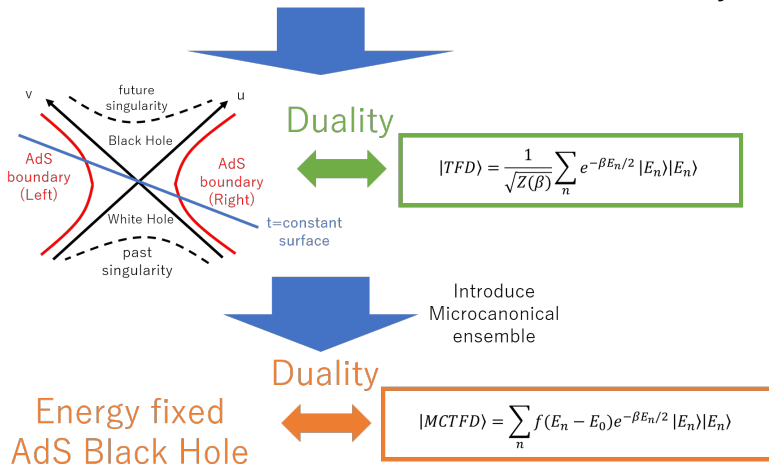 v
future
singularity
u
Black Hole
AdS
boundary
(Left)
AdS
boundary
(Right)
White Hole
t=constant
surface
past
singularity
Duality
|TFD⟩ = 1/√Z(β) ∑ₙ e^{-βEₙ/2} |Eₙ⟩|Eₙ⟩
Introduce
Microcanonical
ensemble
Duality
Energy fixed
AdS Black Hole
|MCTFD⟩ = ∑ₙ f(Eₙ − E₀)e^{-βEₙ/2} |Eₙ⟩|Eₙ⟩